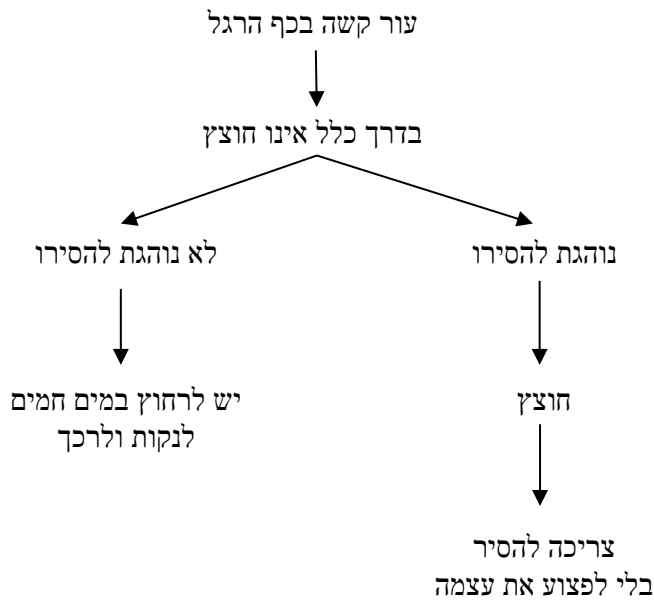 עור קשה בכף הרגל
בדרך כלל אינו חוצץ
נוהגת להסירו
לא נוהגת להסירו
חוצץ
יש לרחוץ במים חמים
לנקות ולרכך
צריכה להסיר
בלי לפצוע את עצמה